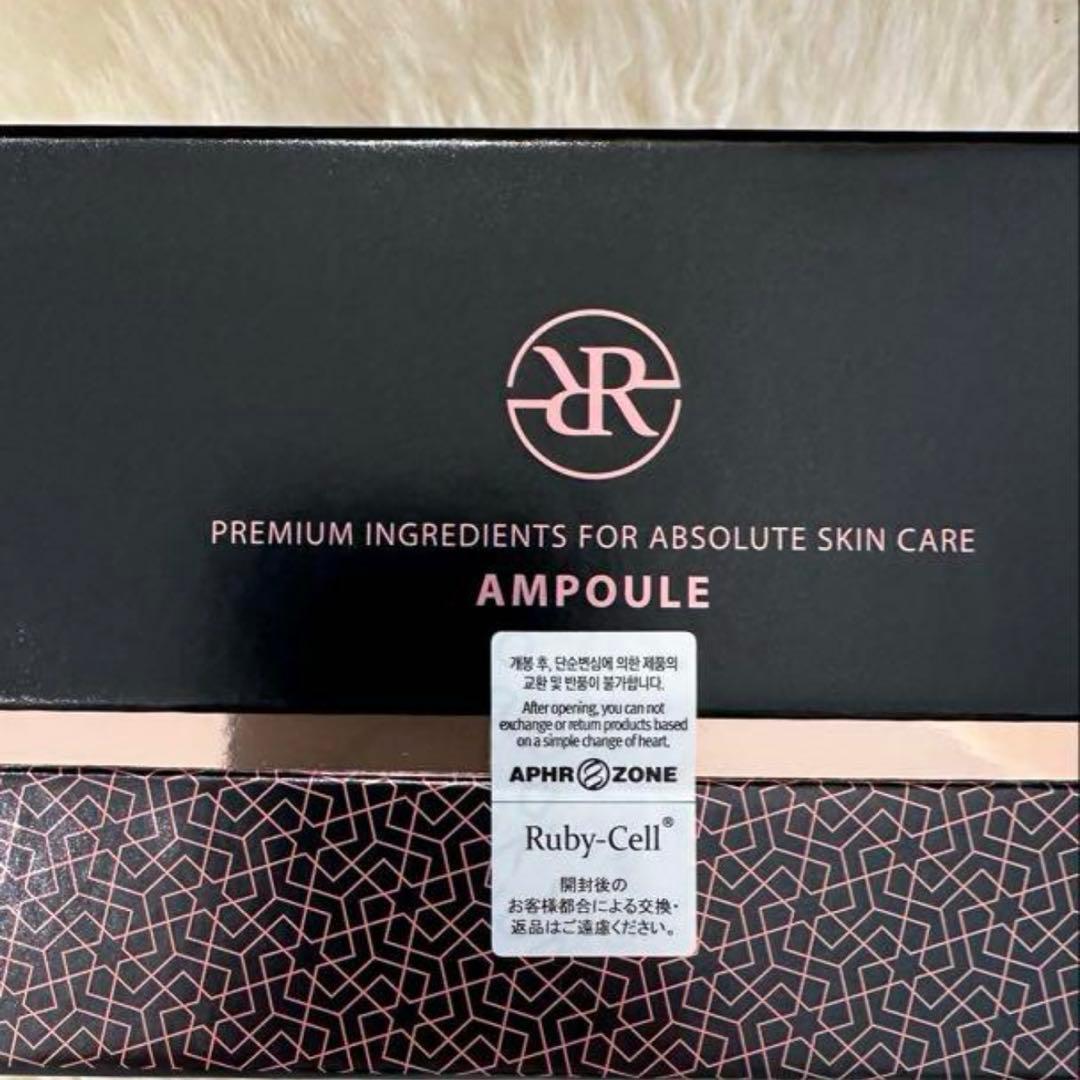 RR
PREMIUM INGREDIENTS FOR ABSOLUTE SKIN CARE
AMPOULE
개봉 후, 단순변심에 의한 제품의
교환 및 반품이 불가합니다.
After opening, you can not
exchange or return products based
on a simple change of heart.
APHROZONE
Ruby-Cell®
開封後の
お客様都合による交換・
返品はご遠慮ください。